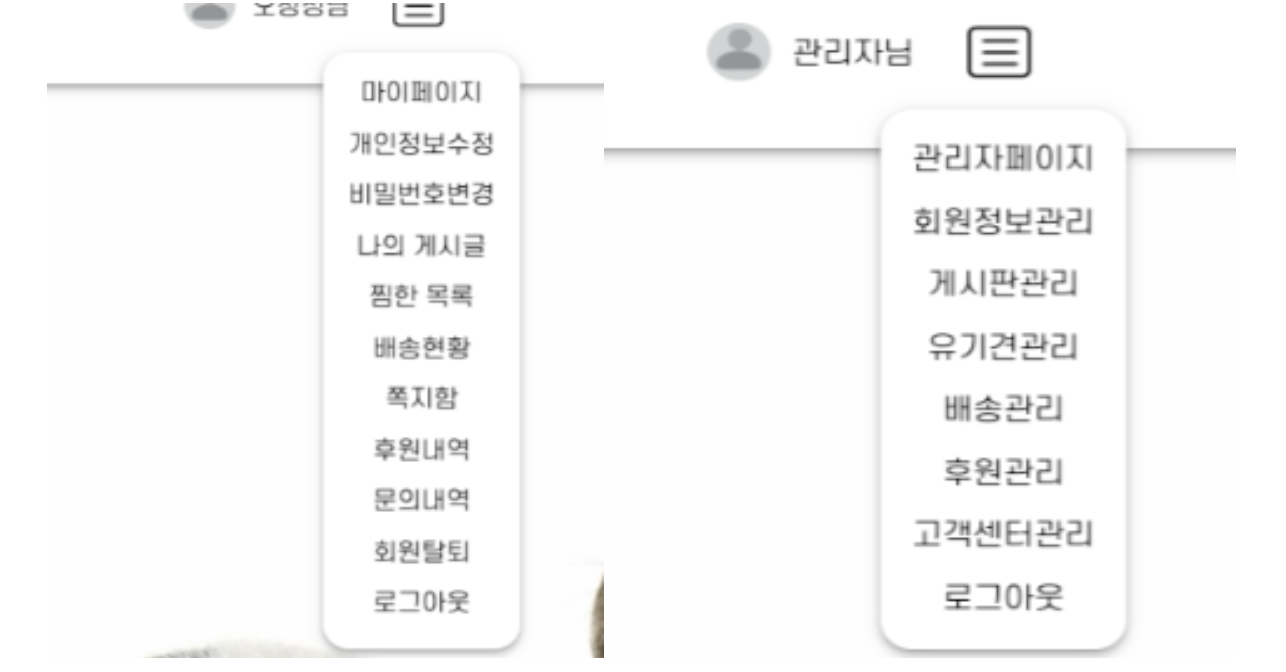 마이페이지
개인정보수정
비밀번호변경
나의 게시글
찜한 목록
배송현황
쪽지함
후원내역
문의내역
회원탈퇴
로그아웃
관리자님
관리자페이지
회원정보관리
게시판관리
유기견관리
배송관리
후원관리
고객센터관리
로그아웃